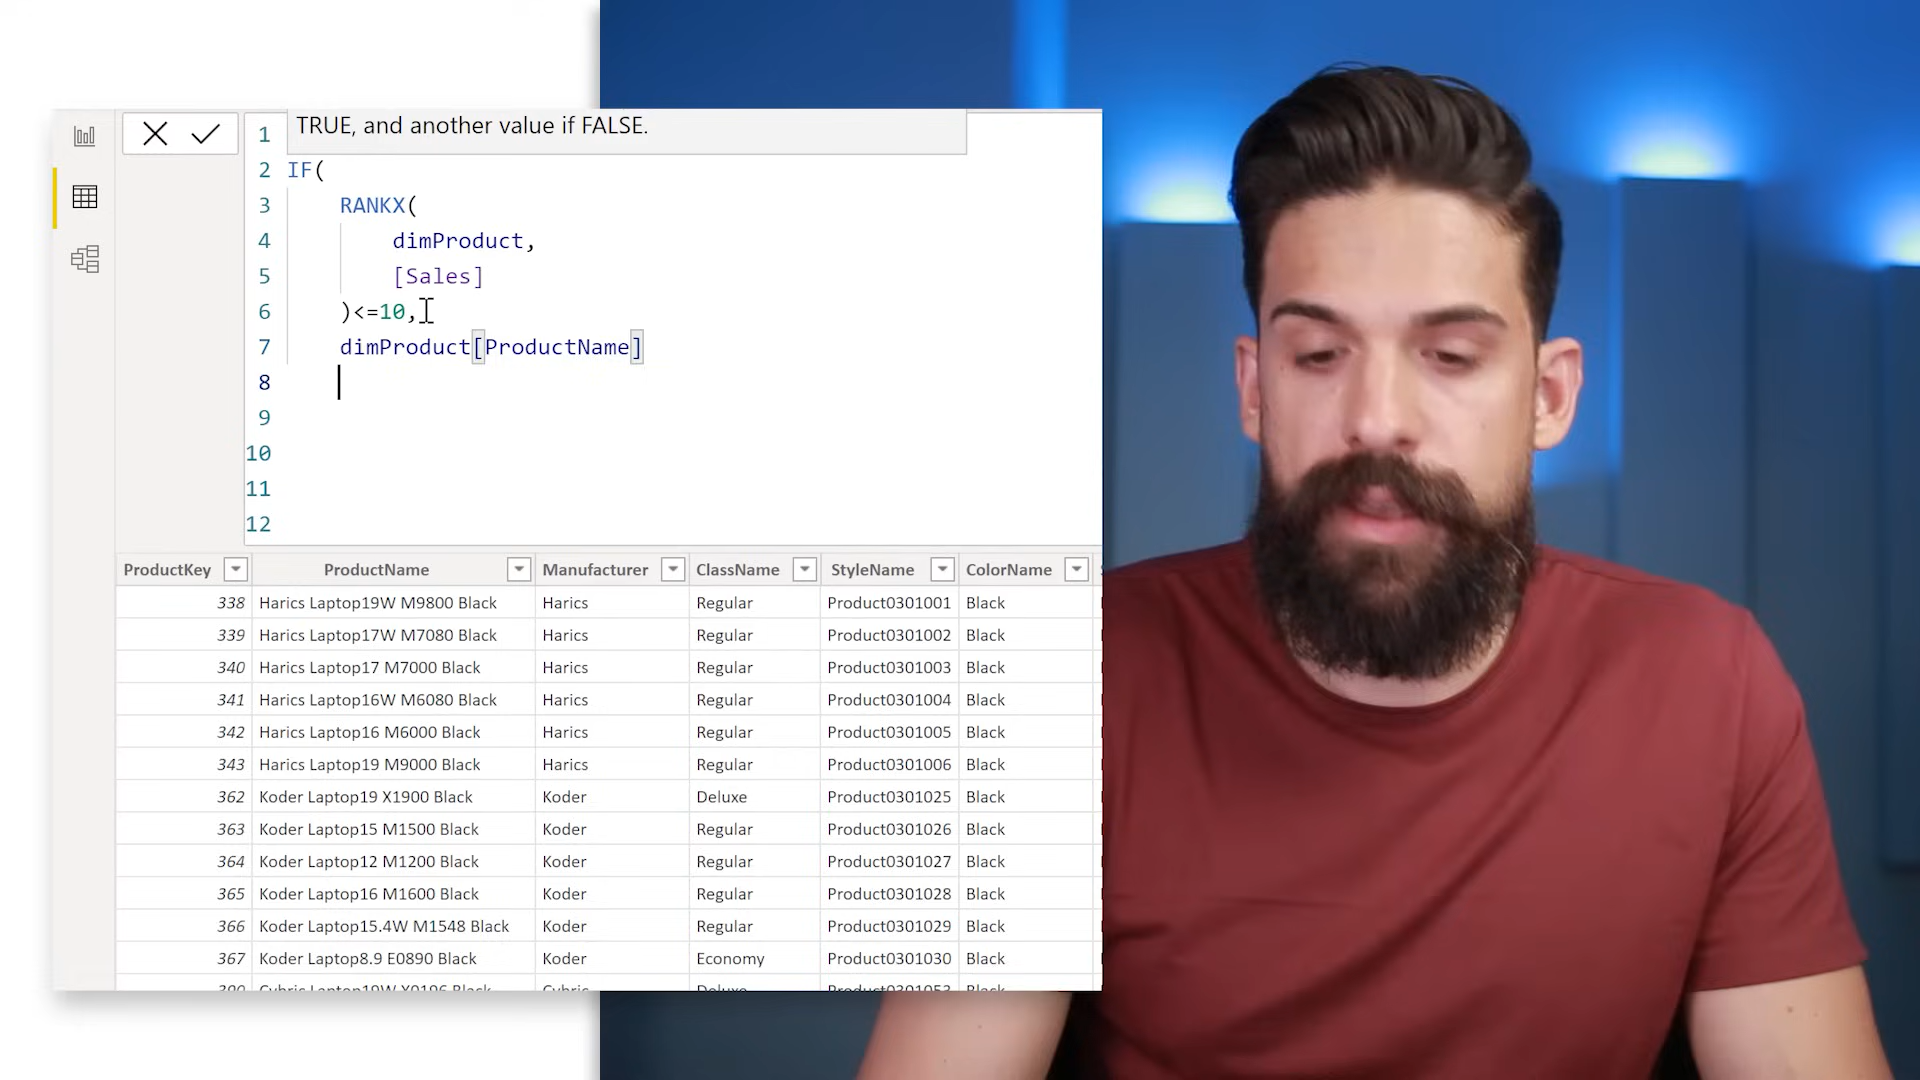 TRUE, and another value if FALSE.
1
2 IF(
3 RANKX(
4 dimProduct,
5 [Sales]
6 )<=10,
7 dimProduct[ProductName]
8
9
10
11
12
ProductKey ProductName Manufacturer ClassName StyleName ColorName
338 Harics Laptop19W M9800 Black Harics Regular Product0301001 Black
339 Harics Laptop17W M7080 Black Harics Regular Product0301002 Black
340 Harics Laptop17 M7000 Black Harics Regular Product0301003 Black
341 Harics Laptop16W M6080 Black Harics Regular Product0301004 Black
342 Harics Laptop16 M6000 Black Harics Regular Product0301005 Black
343 Harics Laptop19 M9000 Black Harics Regular Product0301006 Black
362 Koder Laptop19 X1900 Black Koder Deluxe Product0301025 Black
363 Koder Laptop15 M1500 Black Koder Regular Product0301026 Black
364 Koder Laptop12 M1200 Black Koder Regular Product0301027 Black
365 Koder Laptop16 M1600 Black Koder Regular Product0301028 Black
366 Koder Laptop15.4W M1548 Black Koder Regular Product0301029 Black
367 Koder Laptop8.9 E0890 Black Koder Economy Product0301030 Black